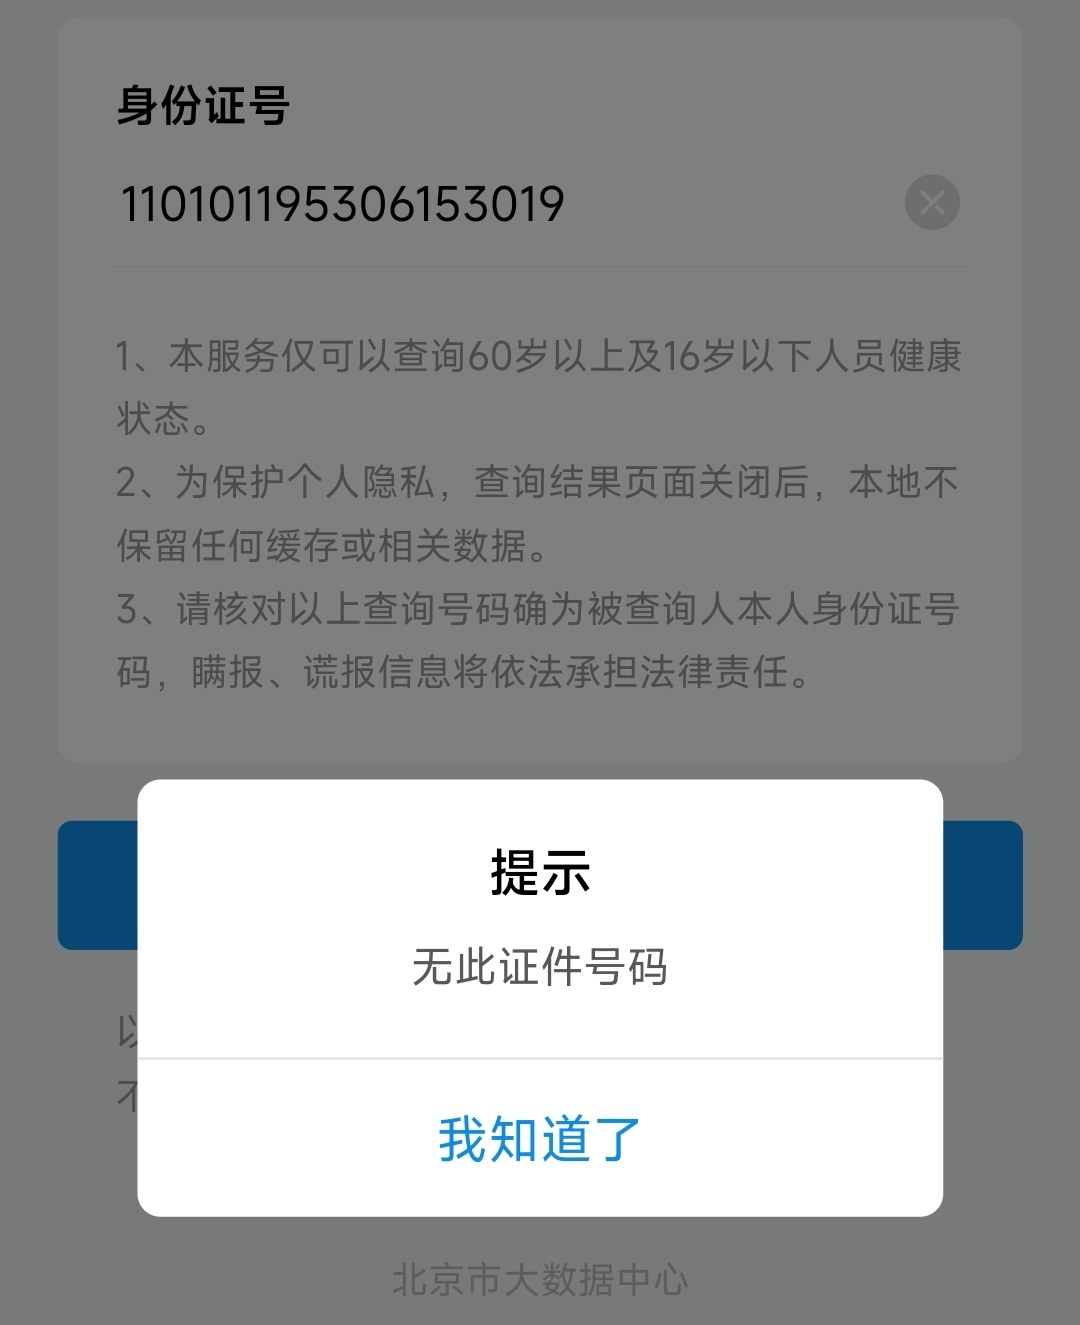 身份证号
110101195306153019
1、本服务仅可以查询60岁以上及16岁以下人员健康
状态。
2、为保护个人隐私，查询结果页面关闭后，本地不
保留任何缓存或相关数据。
3、请核对以上查询号码确为被查询人本人身份证号
码，瞒报、谎报信息将依法承担法律责任。
提示
无此证件号码
不
我知道了
北京市大数据中心